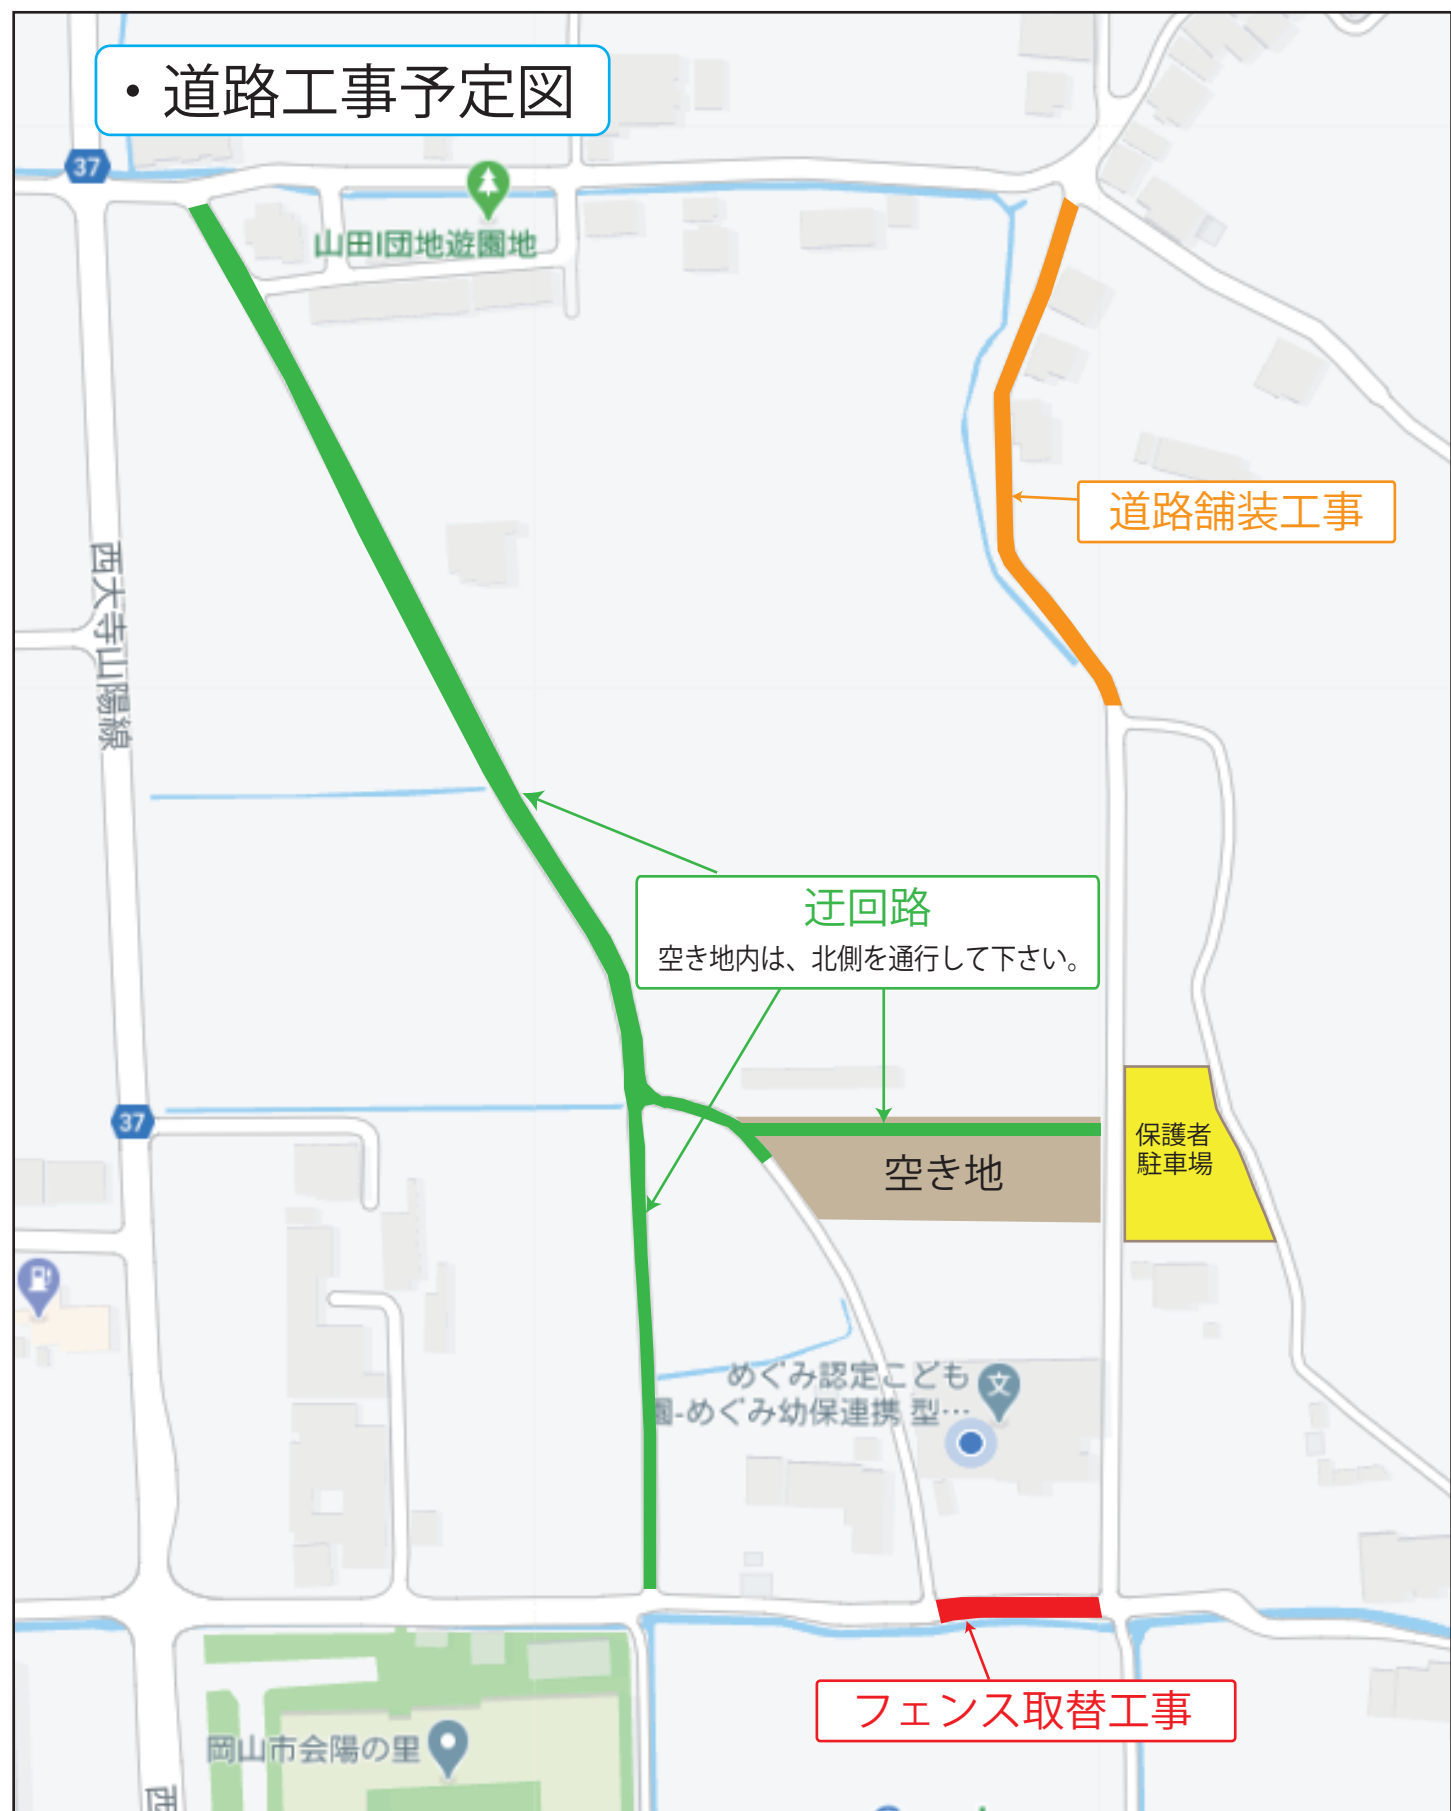 ・道路工事予定図
37
山田I団地遊園地
道路舗装工事
西大寺山陽線
迂回路
空き地内は、北側を通行して下さい。
37
保護者
駐車場
空き地
めぐみ認定こども
園-めぐみ幼保連携 型…
文
フェンス取替工事
岡山市会陽の里
西